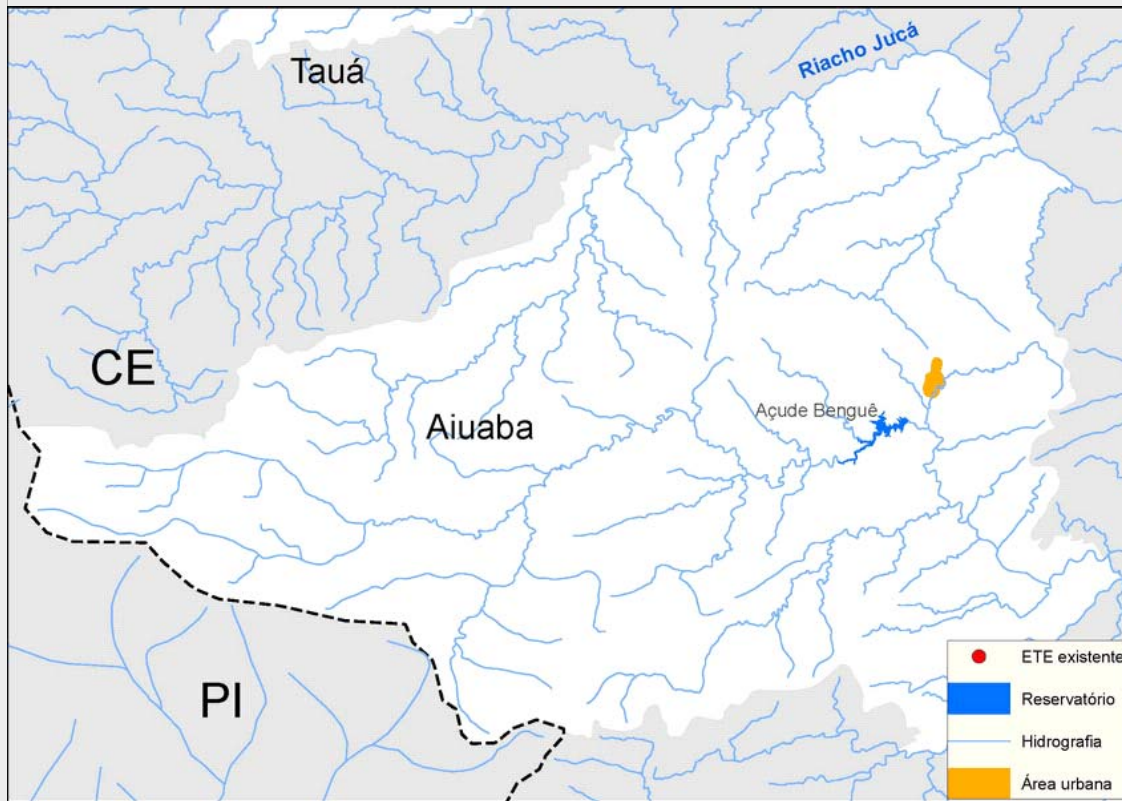 Riacho Jucá
Tauá
CE
Açude Benguê
Aiuaba
PI
ETE existente
Reservatório
Hidrografia
Área urbana